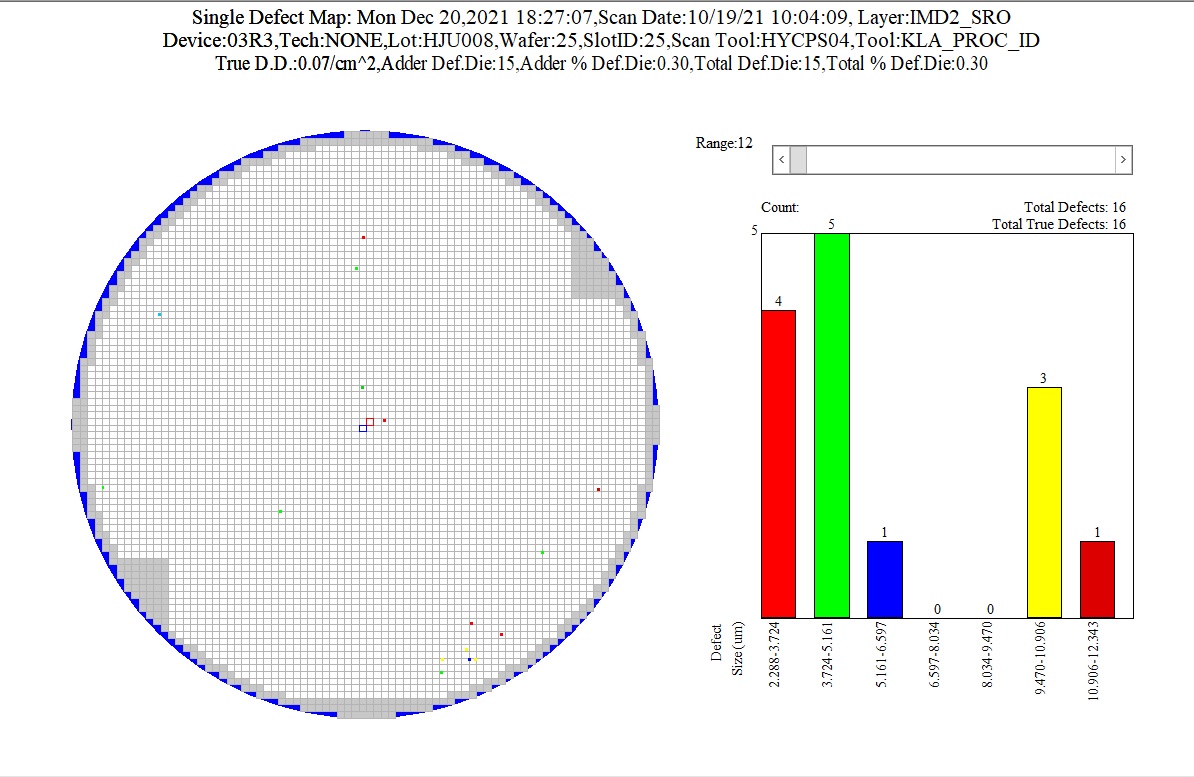 Single Defect Map: Mon Dec 20,2021 18:27:07,Scan Date:10/19/21 10:04:09, Layer:IMD2_SRO
Device:03R3,Tech:NONE,Lot:HJU008,Wafer:25,SlotID:25,Scan Tool:HYCPS04,Tool:KLA_PROC_ID
True D.D.:0.07/cm^2,Adder Def.Die:15,Adder % Def.Die:0.30,Total Def.Die:15,Total % Def.Die:0.30
Range:12
Count:
Total Defects: 16
Total True Defects: 16
5
4
5
1
0
0
3
1
Defect
Size(um)
2.288-3.724
3.724-5.161
5.161-6.597
6.597-8.034
8.034-9.470
9.470-10.906
10.906-12.343